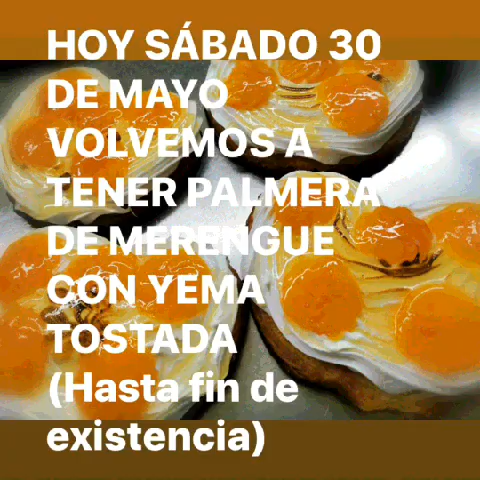 HOY SÁBADO 30
DE MAYO
VOLVEMOS A
TENER PALMERA
DE MERENGUE
CON YEMA
TOSTADA
(Hasta fin de
existencia)